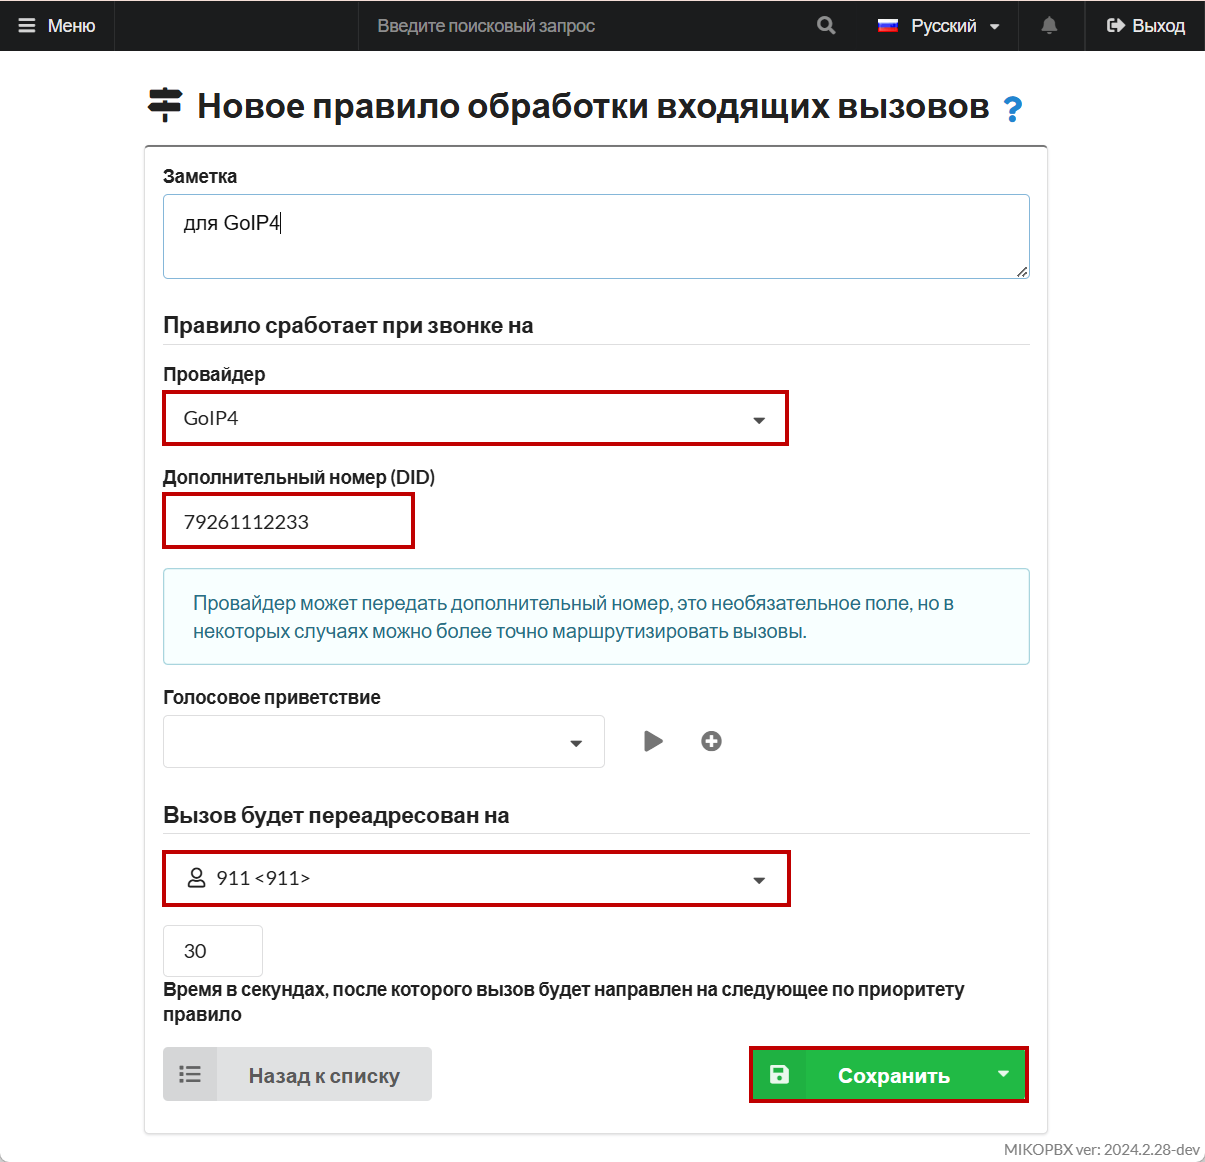 Меню
Введите поисковый запрос
Русский
Выход
Новое правило обработки входящих вызовов ?
Заметка
для GoIP4
Правило сработает при звонке на
Провайдер
GoIP4
Дополнительный номер (DID)
79261112233
Провайдер может передать дополнительный номер, это необязательное поле, но в
некоторых случаях можно более точно маршрутизировать вызовы.
Голосовое приветствие
Вызов будет переадресован на
911 <911>
30
Время в секундах, после которого вызов будет направлен на следующее по приоритету
правило
Назад к списку
Сохранить
MIKOPBX ver: 2024.2.28-dev